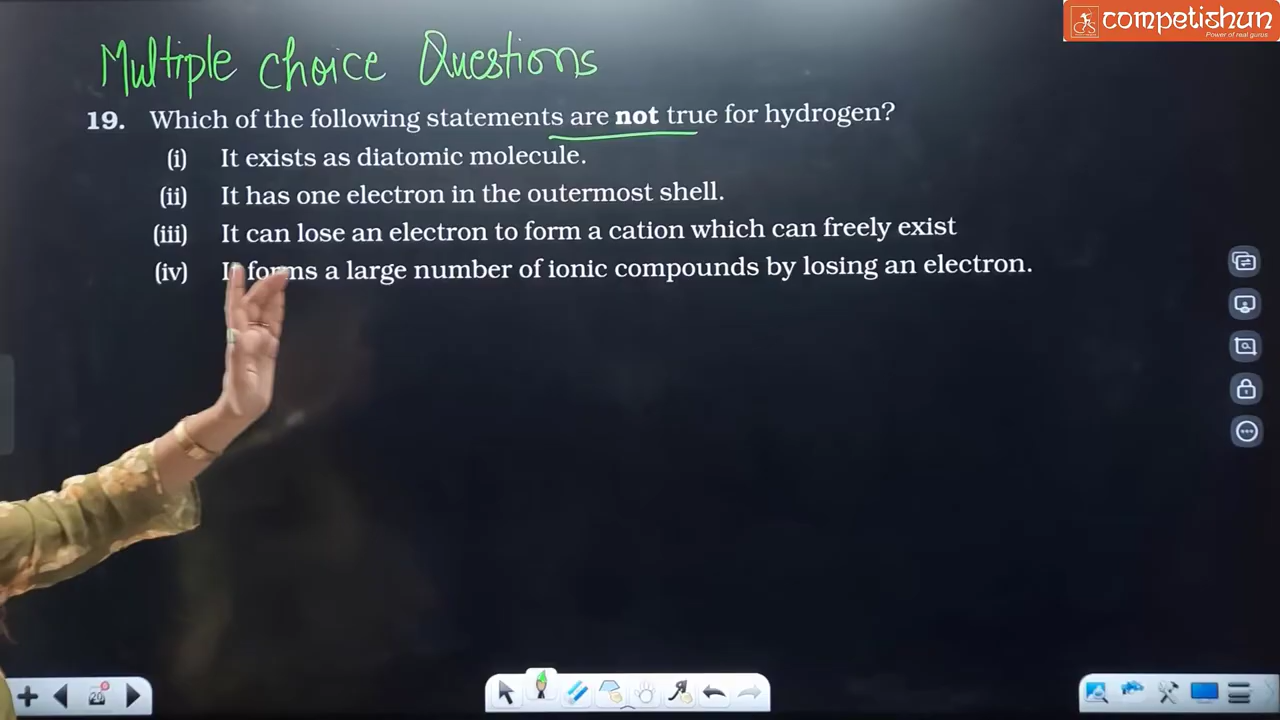 competishun
Power of real gurus
Multiple choice Questions
19. Which of the following statements are not true for hydrogen?
(i) It exists as diatomic molecule.
(ii) It has one electron in the outermost shell.
(iii) It can lose an electron to form a cation which can freely exist
(iv) It forms a large number of ionic compounds by losing an electron.
20